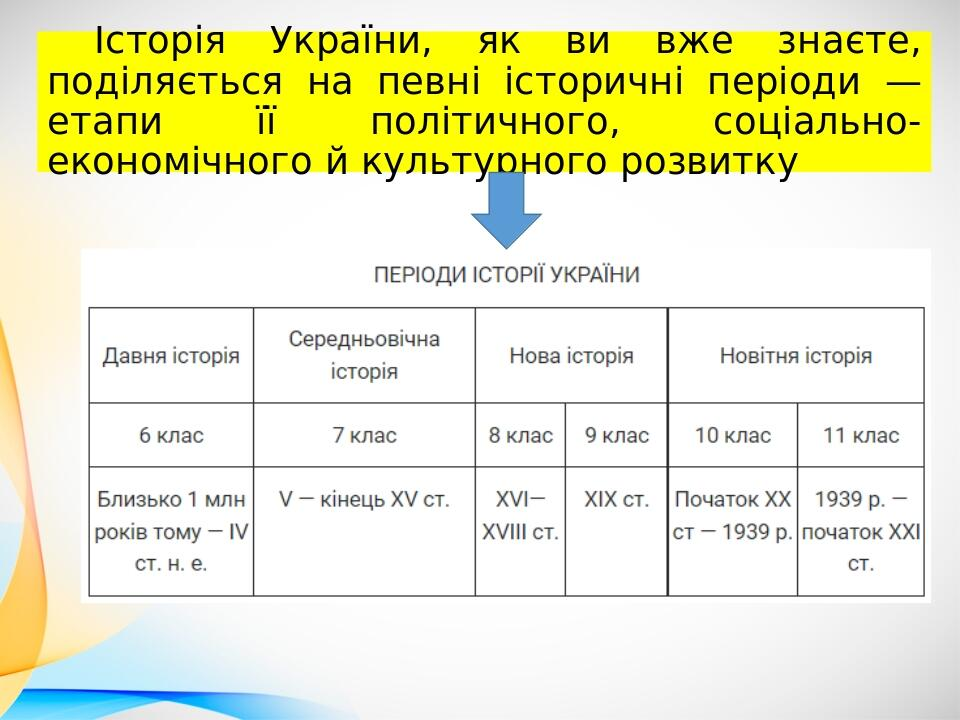 Історія України, як ви вже знаєте,
поділяється на певні історичні періоди —
етапи її політичного, соціально-
економічного й культурного розвитку
ПЕРІОДИ ІСТОРІЇ УКРАЇНИ
Давня історія
Середньовічна
історія
Нова історія
Новітня історія
6 клас
7 клас
8 клас
9 клас
10 клас
11 клас
Близько 1 млн
років тому — IV
ст. н. е.
V — кінець XV ст.
XVI—
XVIII ст.
XIX ст.
Початок XX
ст — 1939 р.
1939 р. —
початок XXI
ст.